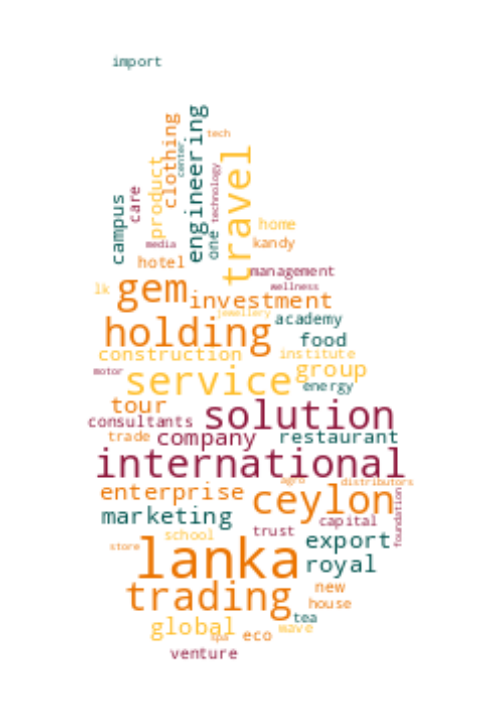 import
tech
clothing
engineering
center
product
technology
travel
care
campus
one
home
media
kandy
hotel
management
wellness
lk
gem
investment
jewellery
academy
holding
food
construction
institute
motor
service
group
energy
tour
solution
consultants
trade
company
restaurant
international
agro
distributors
enterprise
ceylon
marketing
capital
foundation
trust
school
export
store
lanka
royal
trading
new
house
tea
global
wave
spa
eco
venture